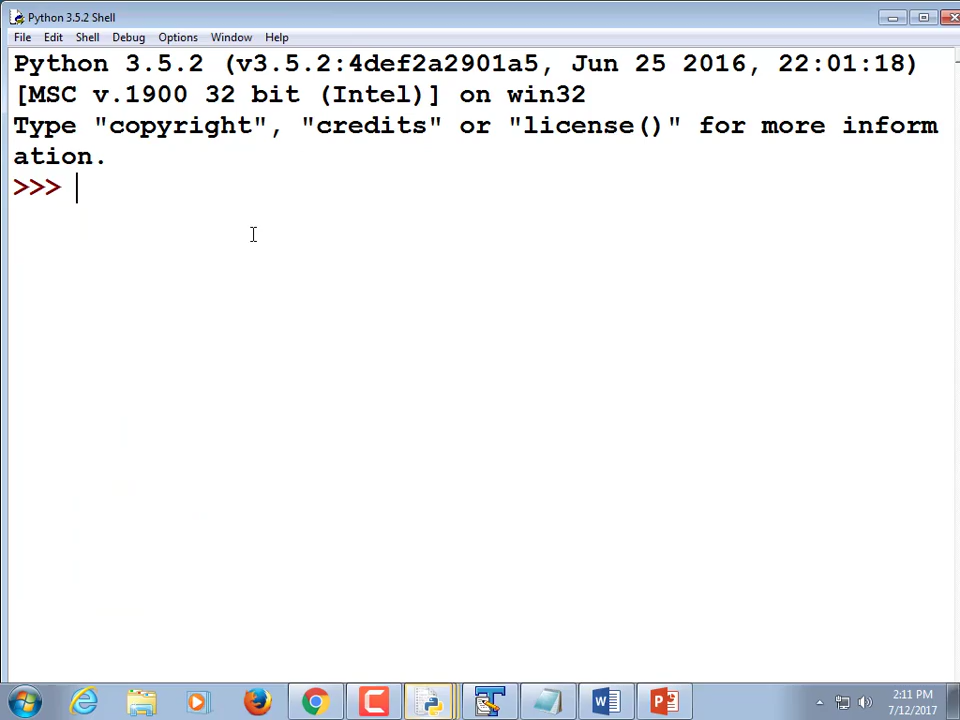 Python 3.5.2 Shell
File Edit Shell Debug Options Window Help
Python 3.5.2 (v3.5.2:4def2a2901a5, Jun 25 2016, 22:01:18)
[MSC v.1900 32 bit (Intel)] on win32
Type "copyright", "credits" or "license()" for more inform
ation.
>>>
2:11 PM
7/12/2017